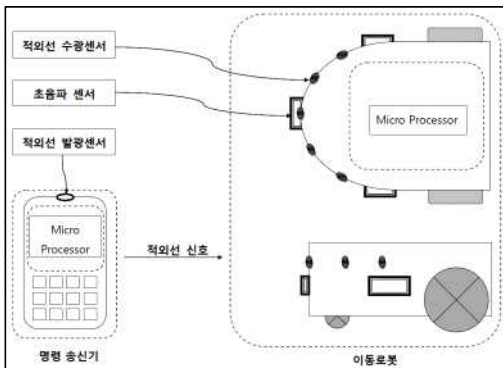 적외선 수광센서
초음파 센서
적외선 발광센서
Micro Processor
Micro
Processor
적외선 신호
명령 송신기
이동로봇